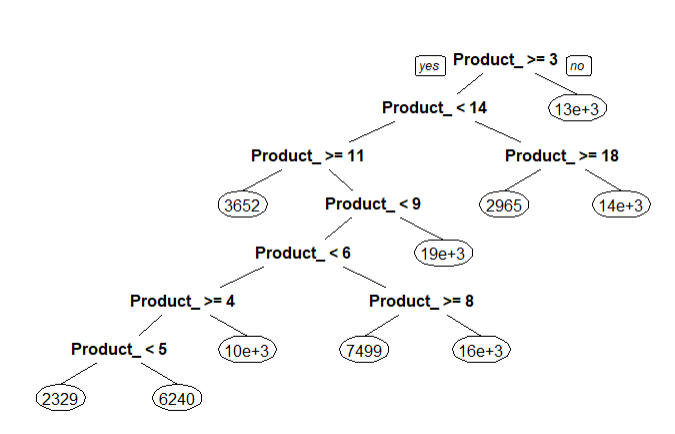 yes Product_ >= 3 no
Product_ < 14 13e+3
Product_ >= 11 Product_ >= 18
3652 Product_ < 9 2965 14e+3
Product_ < 6 19e+3
Product_ >= 4 Product_ >= 8
Product_ < 5 10e+3 7499 16e+3
2329 6240